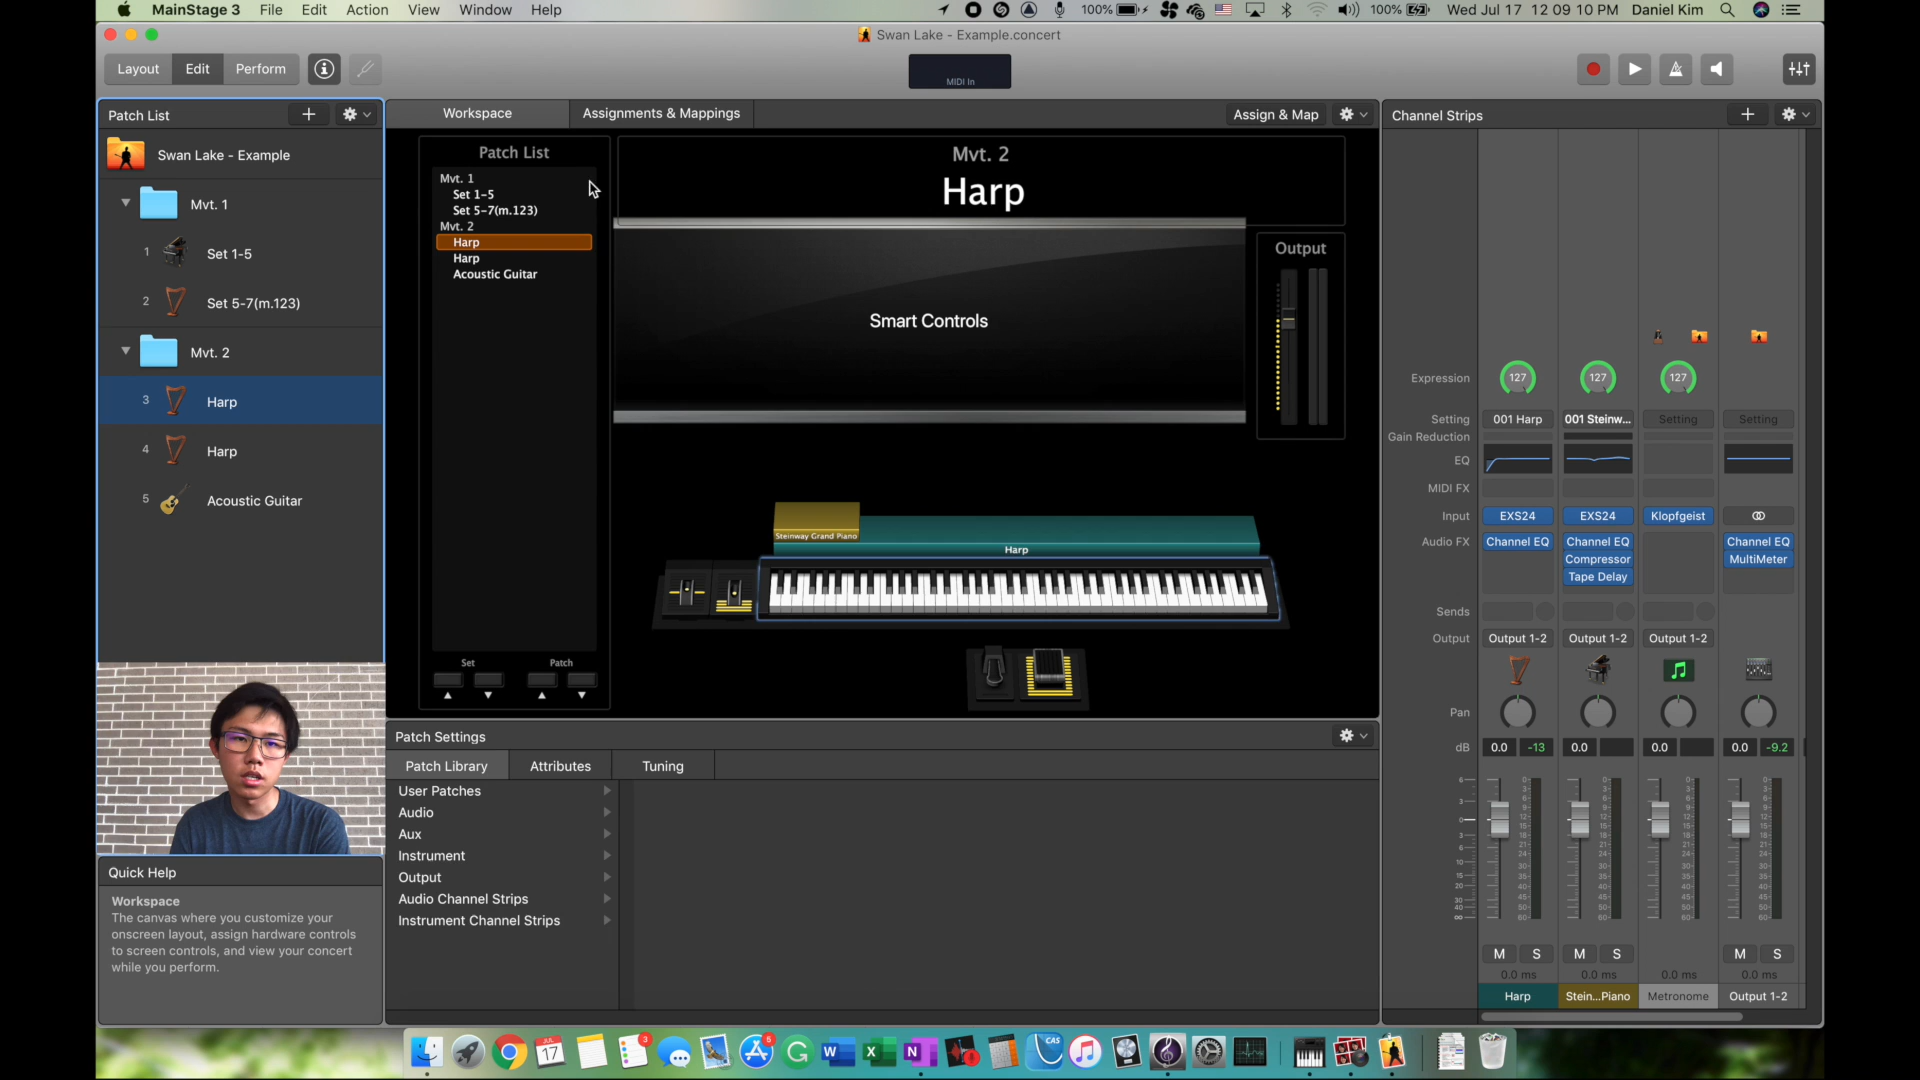 MainStage 3 File Edit Action View Window Help
100% 100% Wed Jul 17 12 09 10 PM Daniel Kim
Swan Lake - Example.concert
Layout Edit Perform
MIDI In
Patch List
Swan Lake - Example
Mvt. 1
1 Set 1-5
2 Set 5-7(m.123)
Mvt. 2
3 Harp
4 Harp
5 Acoustic Guitar
Quick Help
Workspace
The canvas where you customize your
onscreen layout, assign hardware controls
to screen controls, and view your concert
while you perform.
Workspace Assignments & Mappings Assign & Map
Patch List
Mvt. 1
Set 1-5
Set 5-7(m.123)
Mvt. 2
Harp
Harp
Acoustic Guitar
Set Patch
Mvt. 2
Harp
Smart Controls
Output
Steinway Grand Piano
Harp
Patch Settings
Patch Library Attributes Tuning
User Patches
Audio
Aux
Instrument
Output
Audio Channel Strips
Instrument Channel Strips
Channel Strips
Expression 127 127 127
Setting 001 Harp 001 Steinw... Setting Setting
Gain Reduction
EQ
MIDI FX
Input EXS24 EXS24 Klopfgeist
Audio FX Channel EQ Channel EQ Channel EQ
Compressor MultiMeter
Tape Delay
Sends
Output Output 1-2 Output 1-2 Output 1-2
Pan
dB 0.0 -13 0.0 0.0 0.0 -9.2
M S M S M S
0.0 ms 0.0 ms 0.0 ms 0.0 ms
Harp Stein...Piano Metronome Output 1-2
JUL 17 3 5 CAS